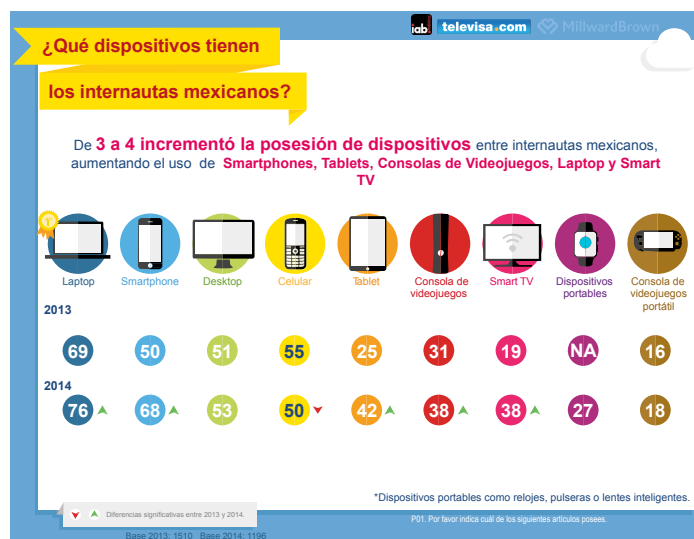 iab. televisa.com MillwardBrown
¿Qué dispositivos tienen
los internautas mexicanos?
De 3 a 4 incrementó la posesión de dispositivos entre internautas mexicanos,
aumentando el uso de Smartphones, Tablets, Consolas de Videojuegos, Laptop y Smart
TV
1
Laptop
Smartphone
Desktop
Celular
Tablet
Consola de
videojuegos
Smart TV
Dispositivos
portables
Consola de
videojuegos
portátil
2013
69 50 51 55 25 31 19 NA 16
2014
76 68 53 50 42 38 38 27 18
*Dispositivos portables como relojes, pulseras o lentes inteligentes.
Diferencias significativas entre 2013 y 2014.
P01. Por favor indica cuál de los siguientes artículos posees.
Base 2013: 1510 Base 2014: 1196